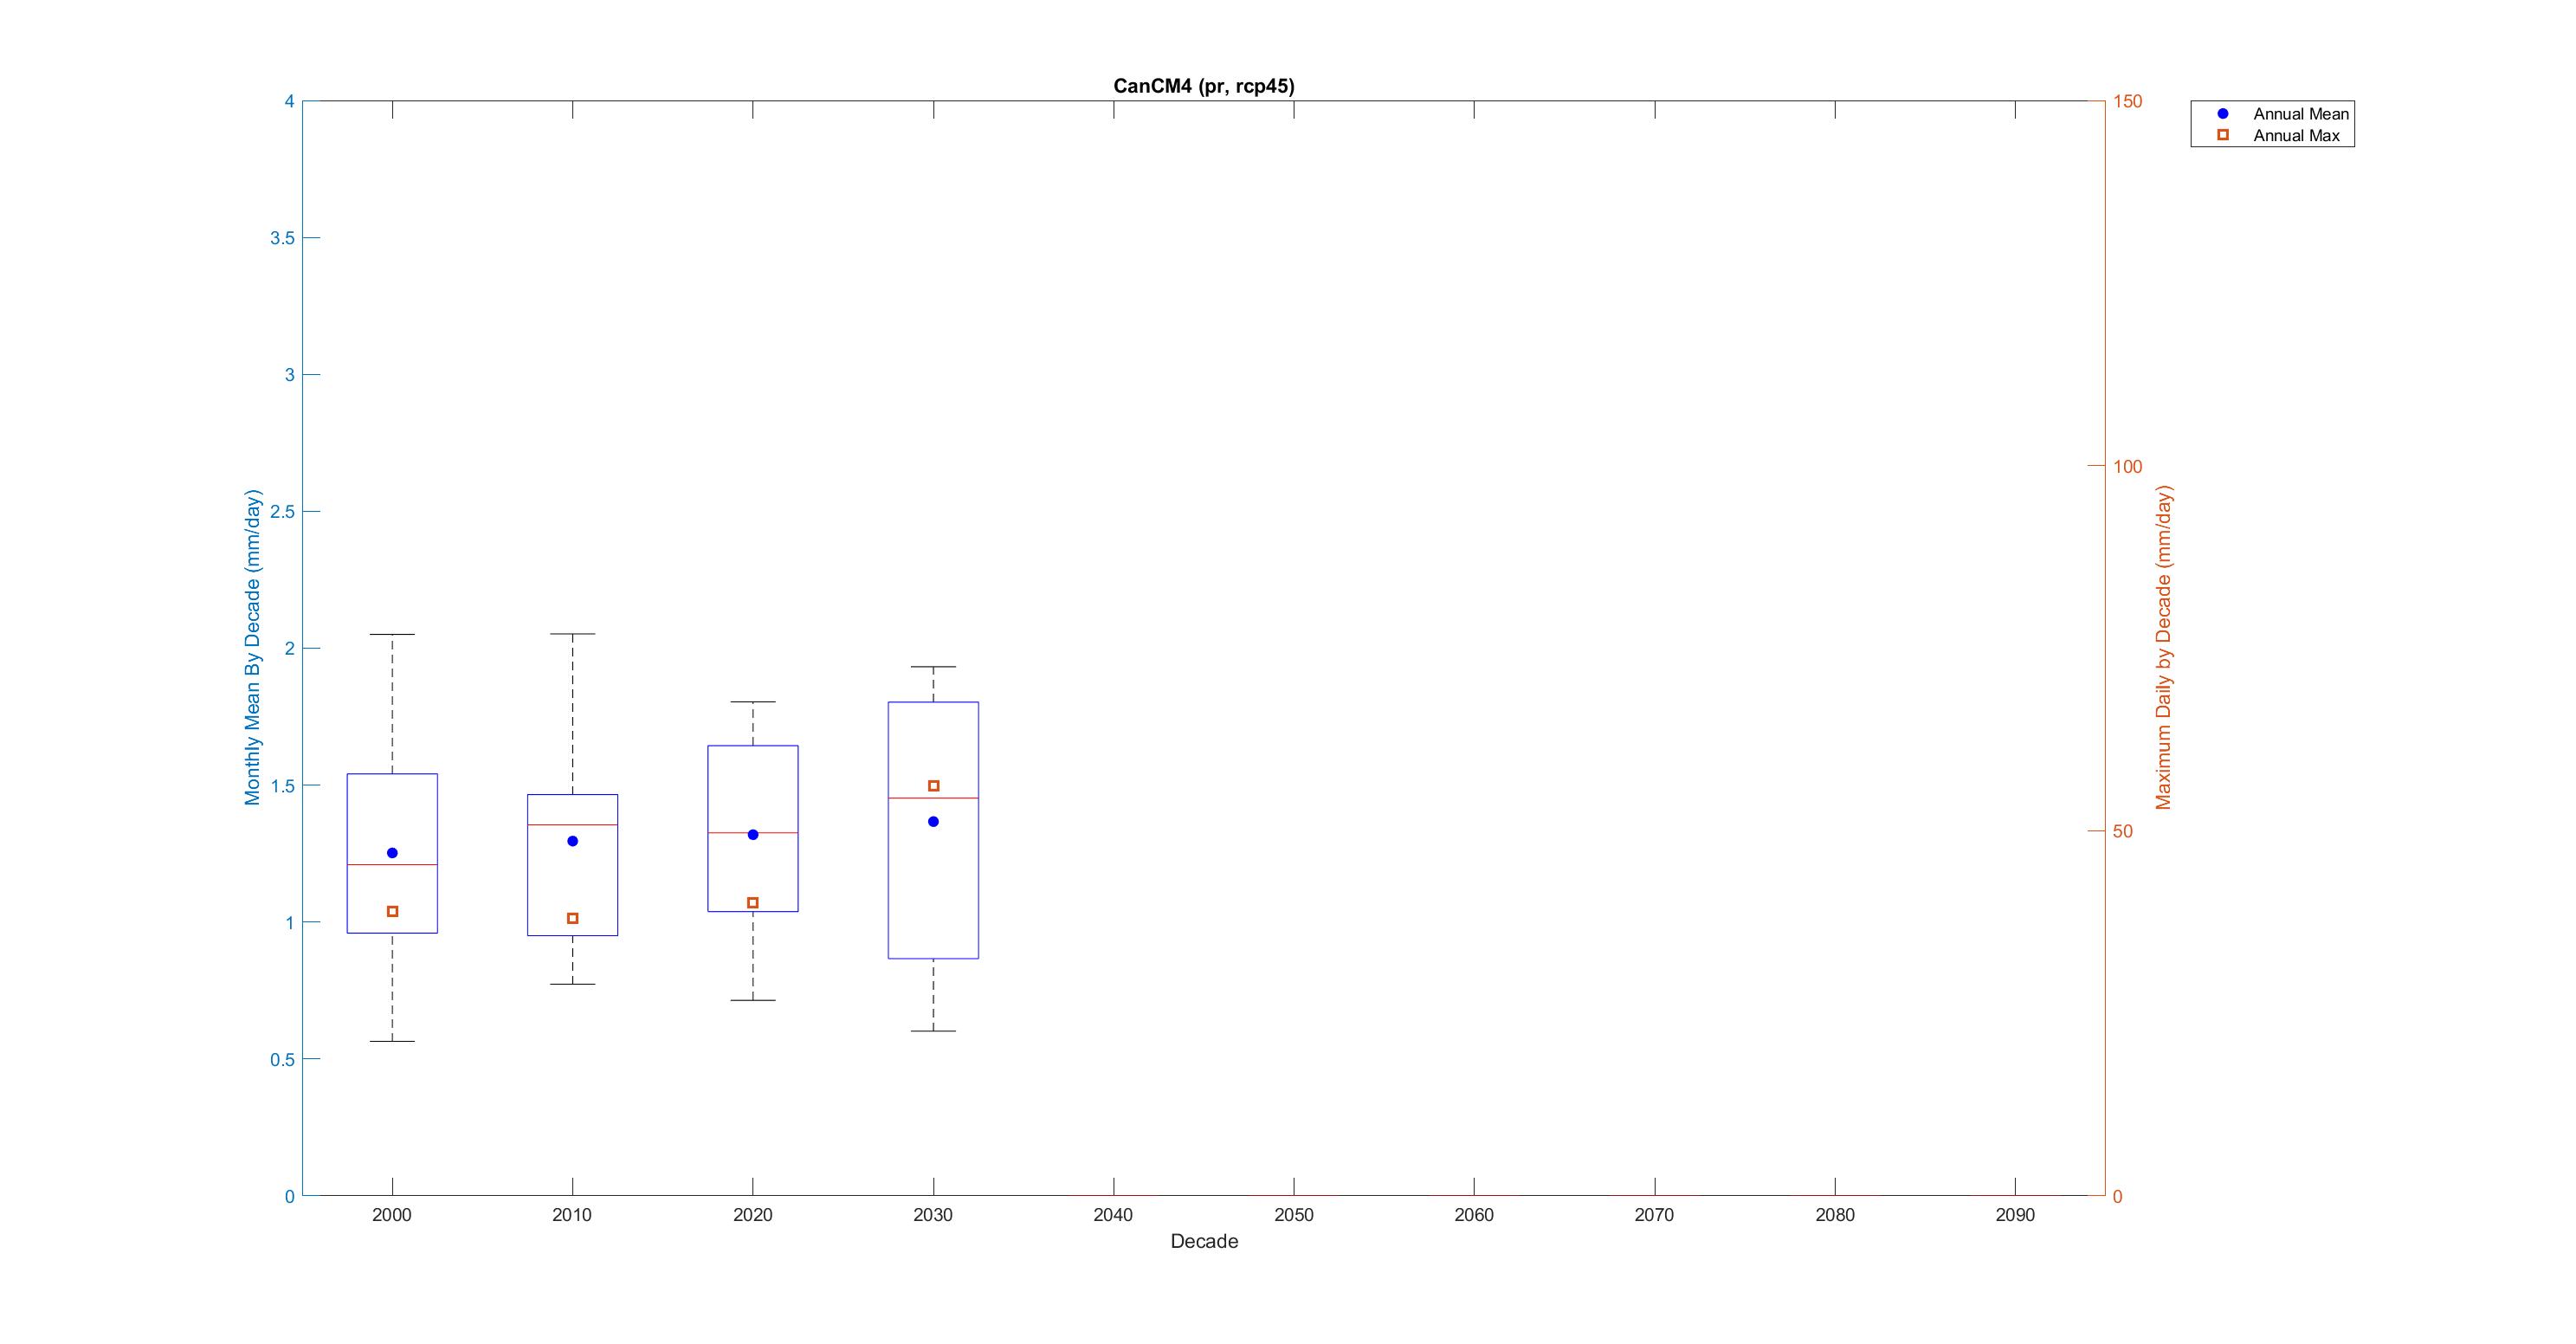 CanCM4 (pr, rcp45)
Annual Mean
Annual Max
4
3.5
3
2.5
2
1.5
1
0.5
0
Monthly Mean By Decade (mm/day)
150
100
50
0
Maximum Daily by Decade (mm/day)
2000 2010 2020 2030 2040 2050 2060 2070 2080 2090
Decade